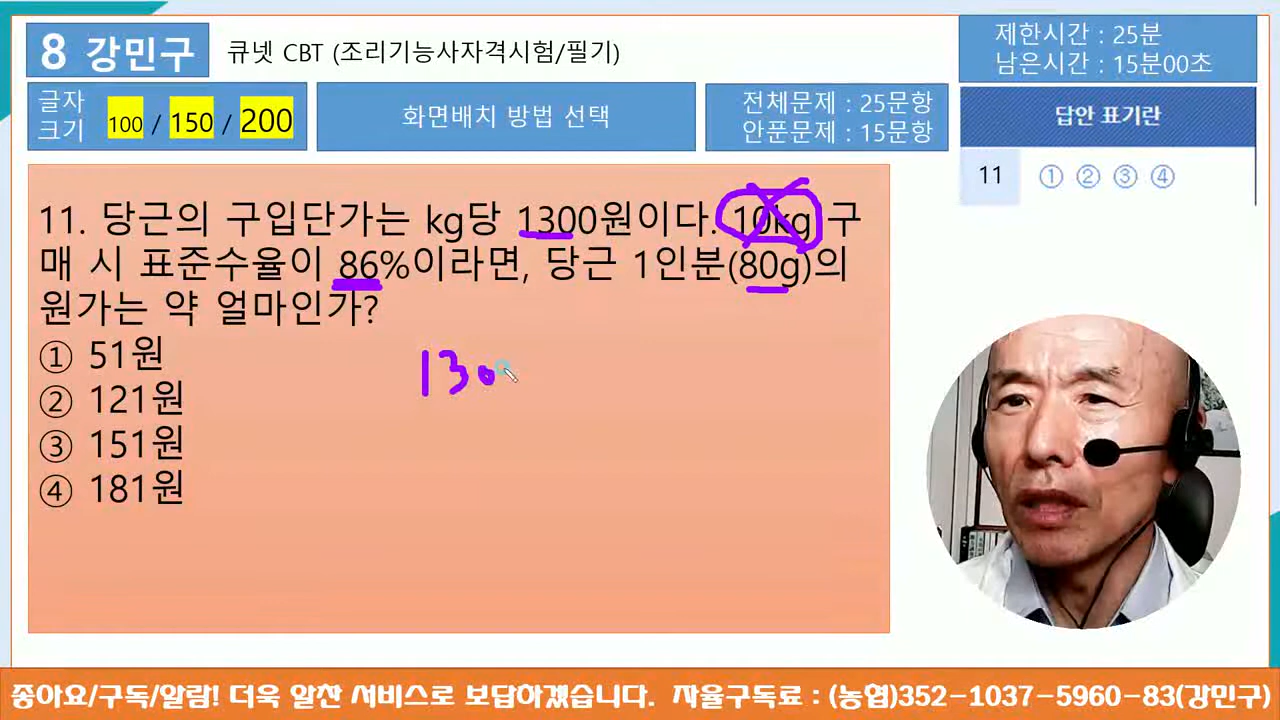 8 강민구
큐넷 CBT (조리기능사자격시험/필기)
제한시간 : 25분
남은시간 : 15분00초
글자
크기
100 / 150 / 200
화면배치 방법 선택
전체문제 : 25문항
안푼문제 : 15문항
답안 표기란
11 ① ② ③ ④
11. 당근의 구입단가는 kg당 1300원이다. 10kg 구
매 시 표준수율이 86%이라면, 당근 1인분(80g)의
원가는 약 얼마인가?
① 51원
② 121원
③ 151원
④ 181원
1300
종아요/구독/알람! 더욱 알찬 서비스로 보답하겠습니다. 자율구독료 : (농협)352-1037-5960-83(강민구)